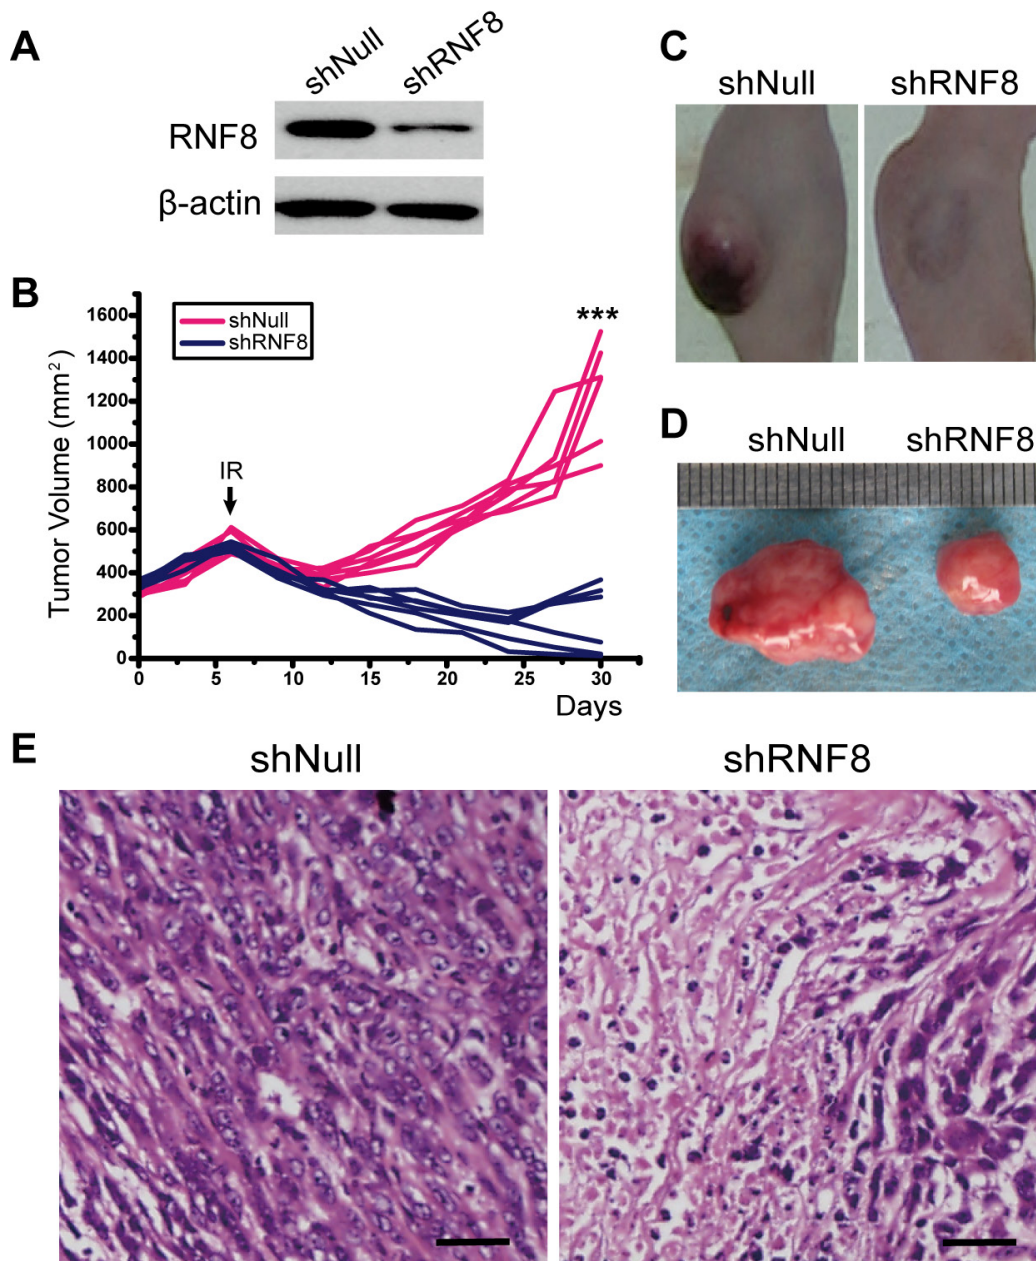 A
shNull
shRNF8
RNF8
β-actin
B
1600
1400
1200
1000
800
600
400
200
0
Tumor Volume (mm²)
shNull
shRNF8
IR
***
0
5
10
15
20
25
30
Days
C
shNull
shRNF8
D
shNull
shRNF8
E
shNull
shRNF8